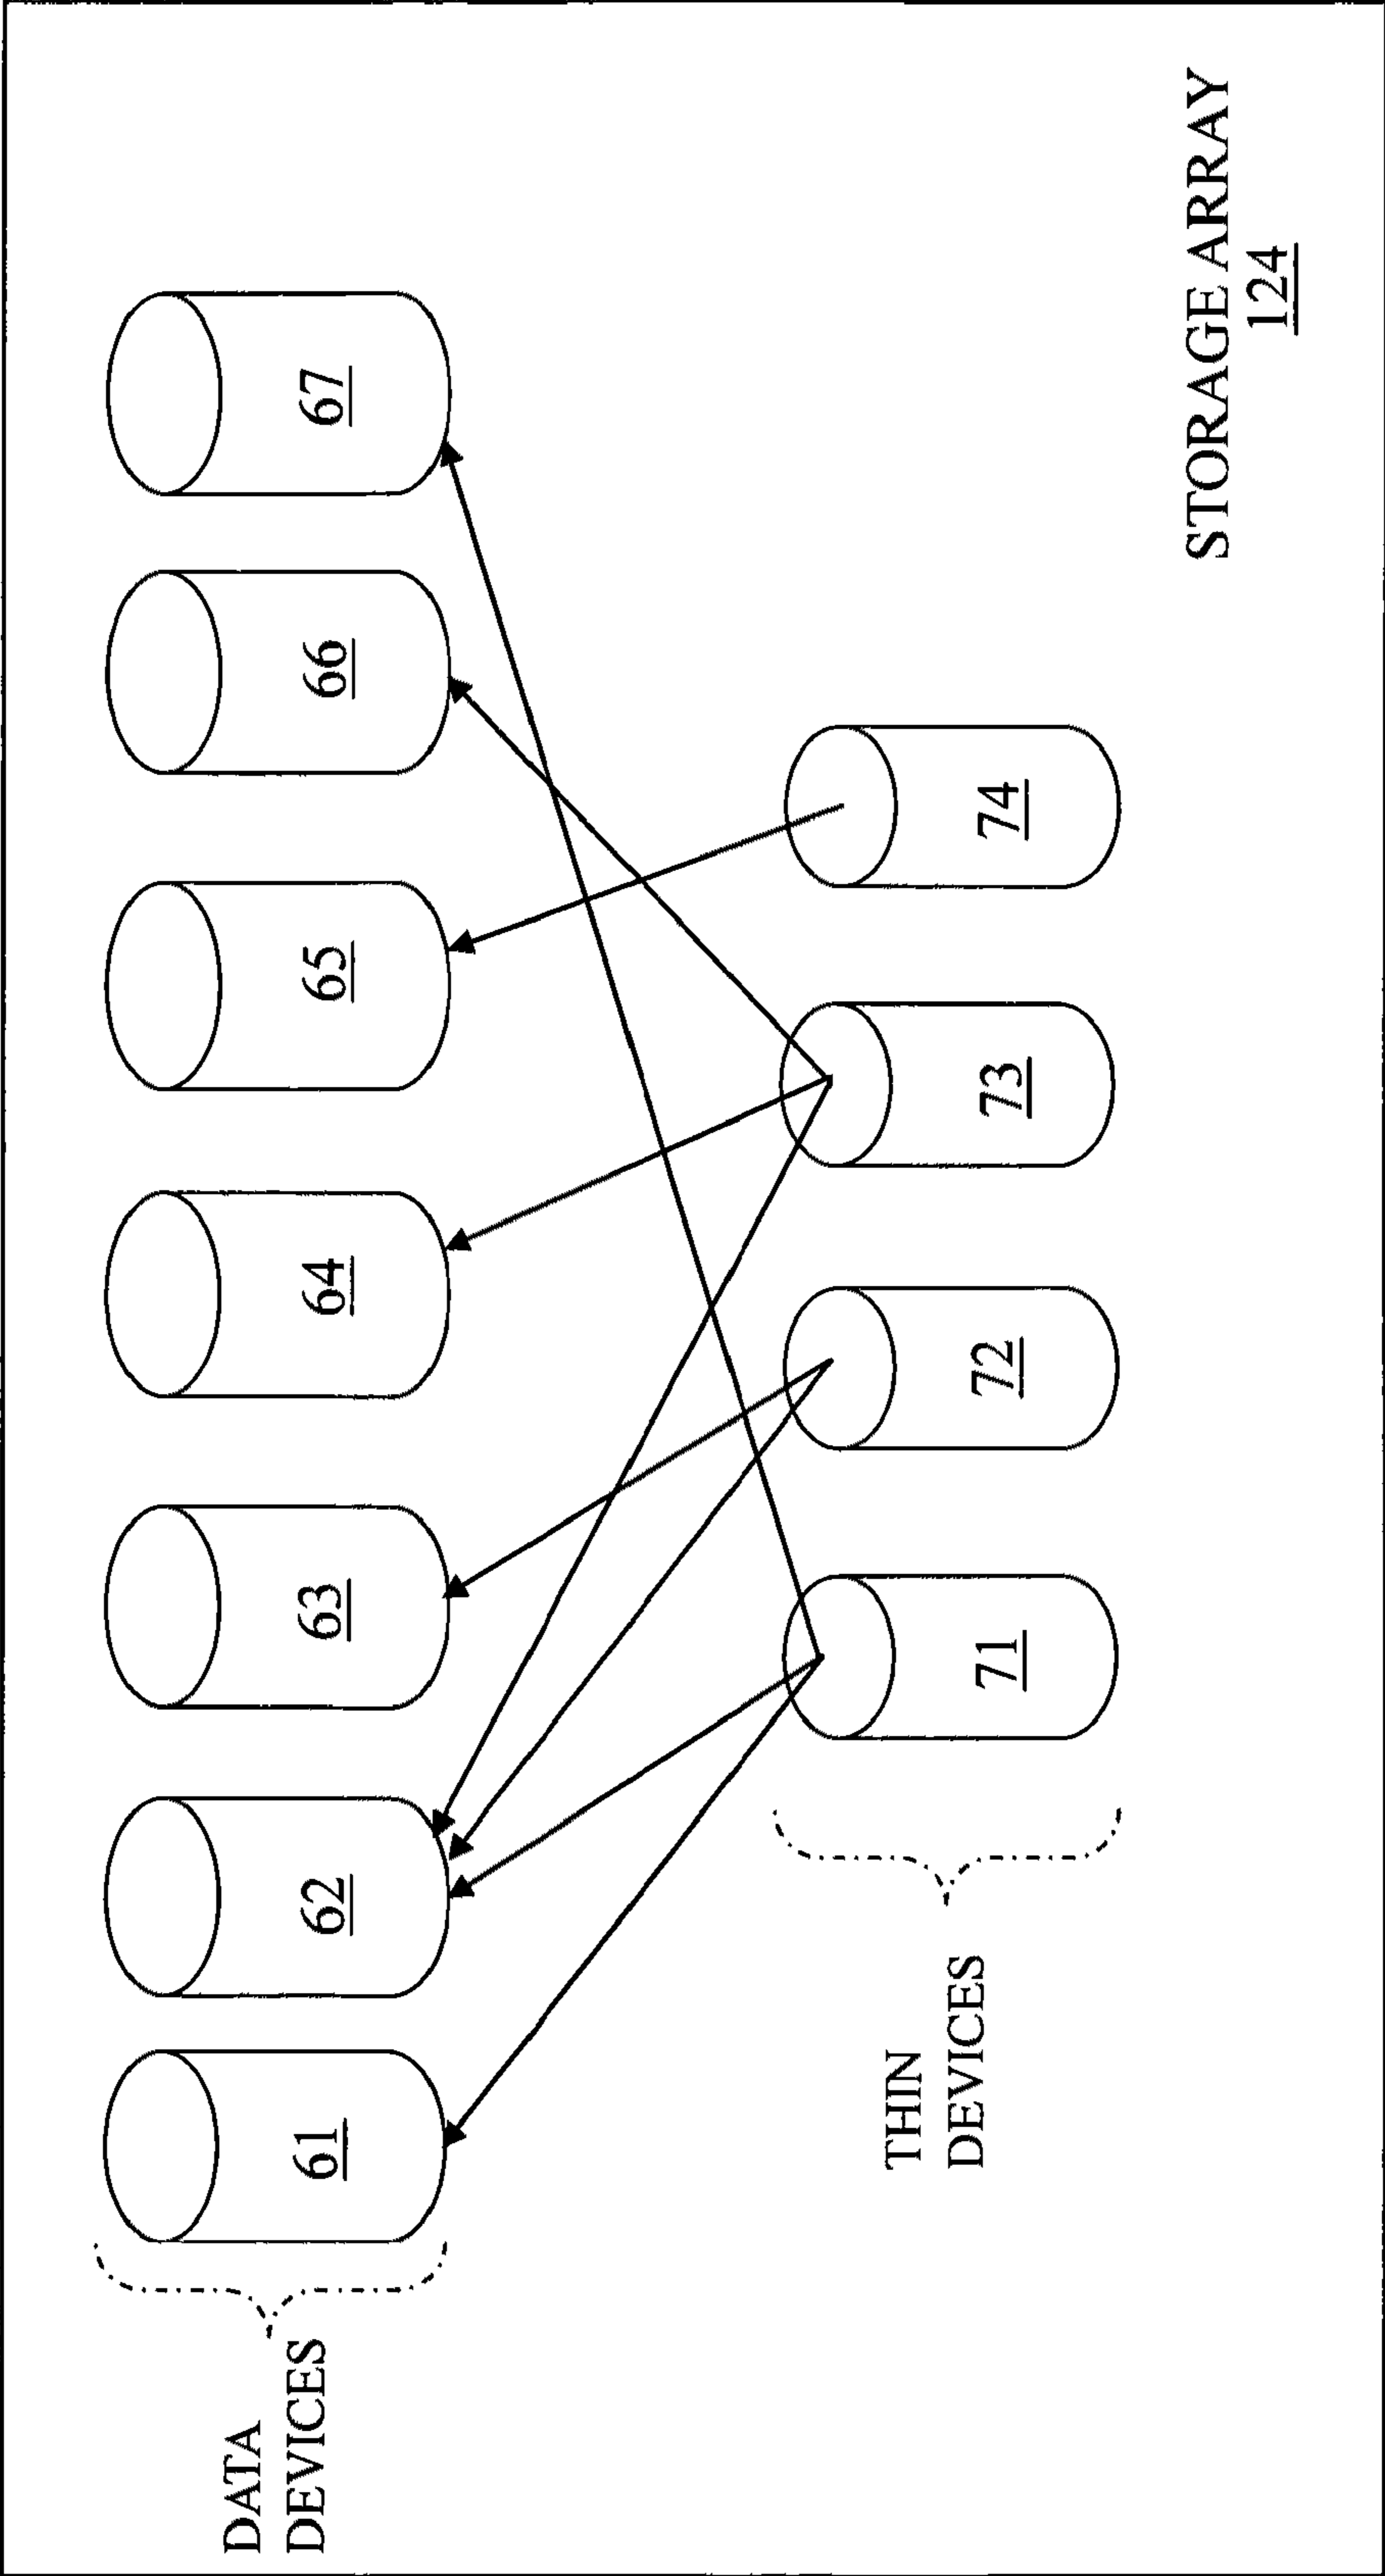 DATA
DEVICES
61
62
63
64
65
66
67
THIN
DEVICES
71
72
73
74
STORAGE ARRAY
124